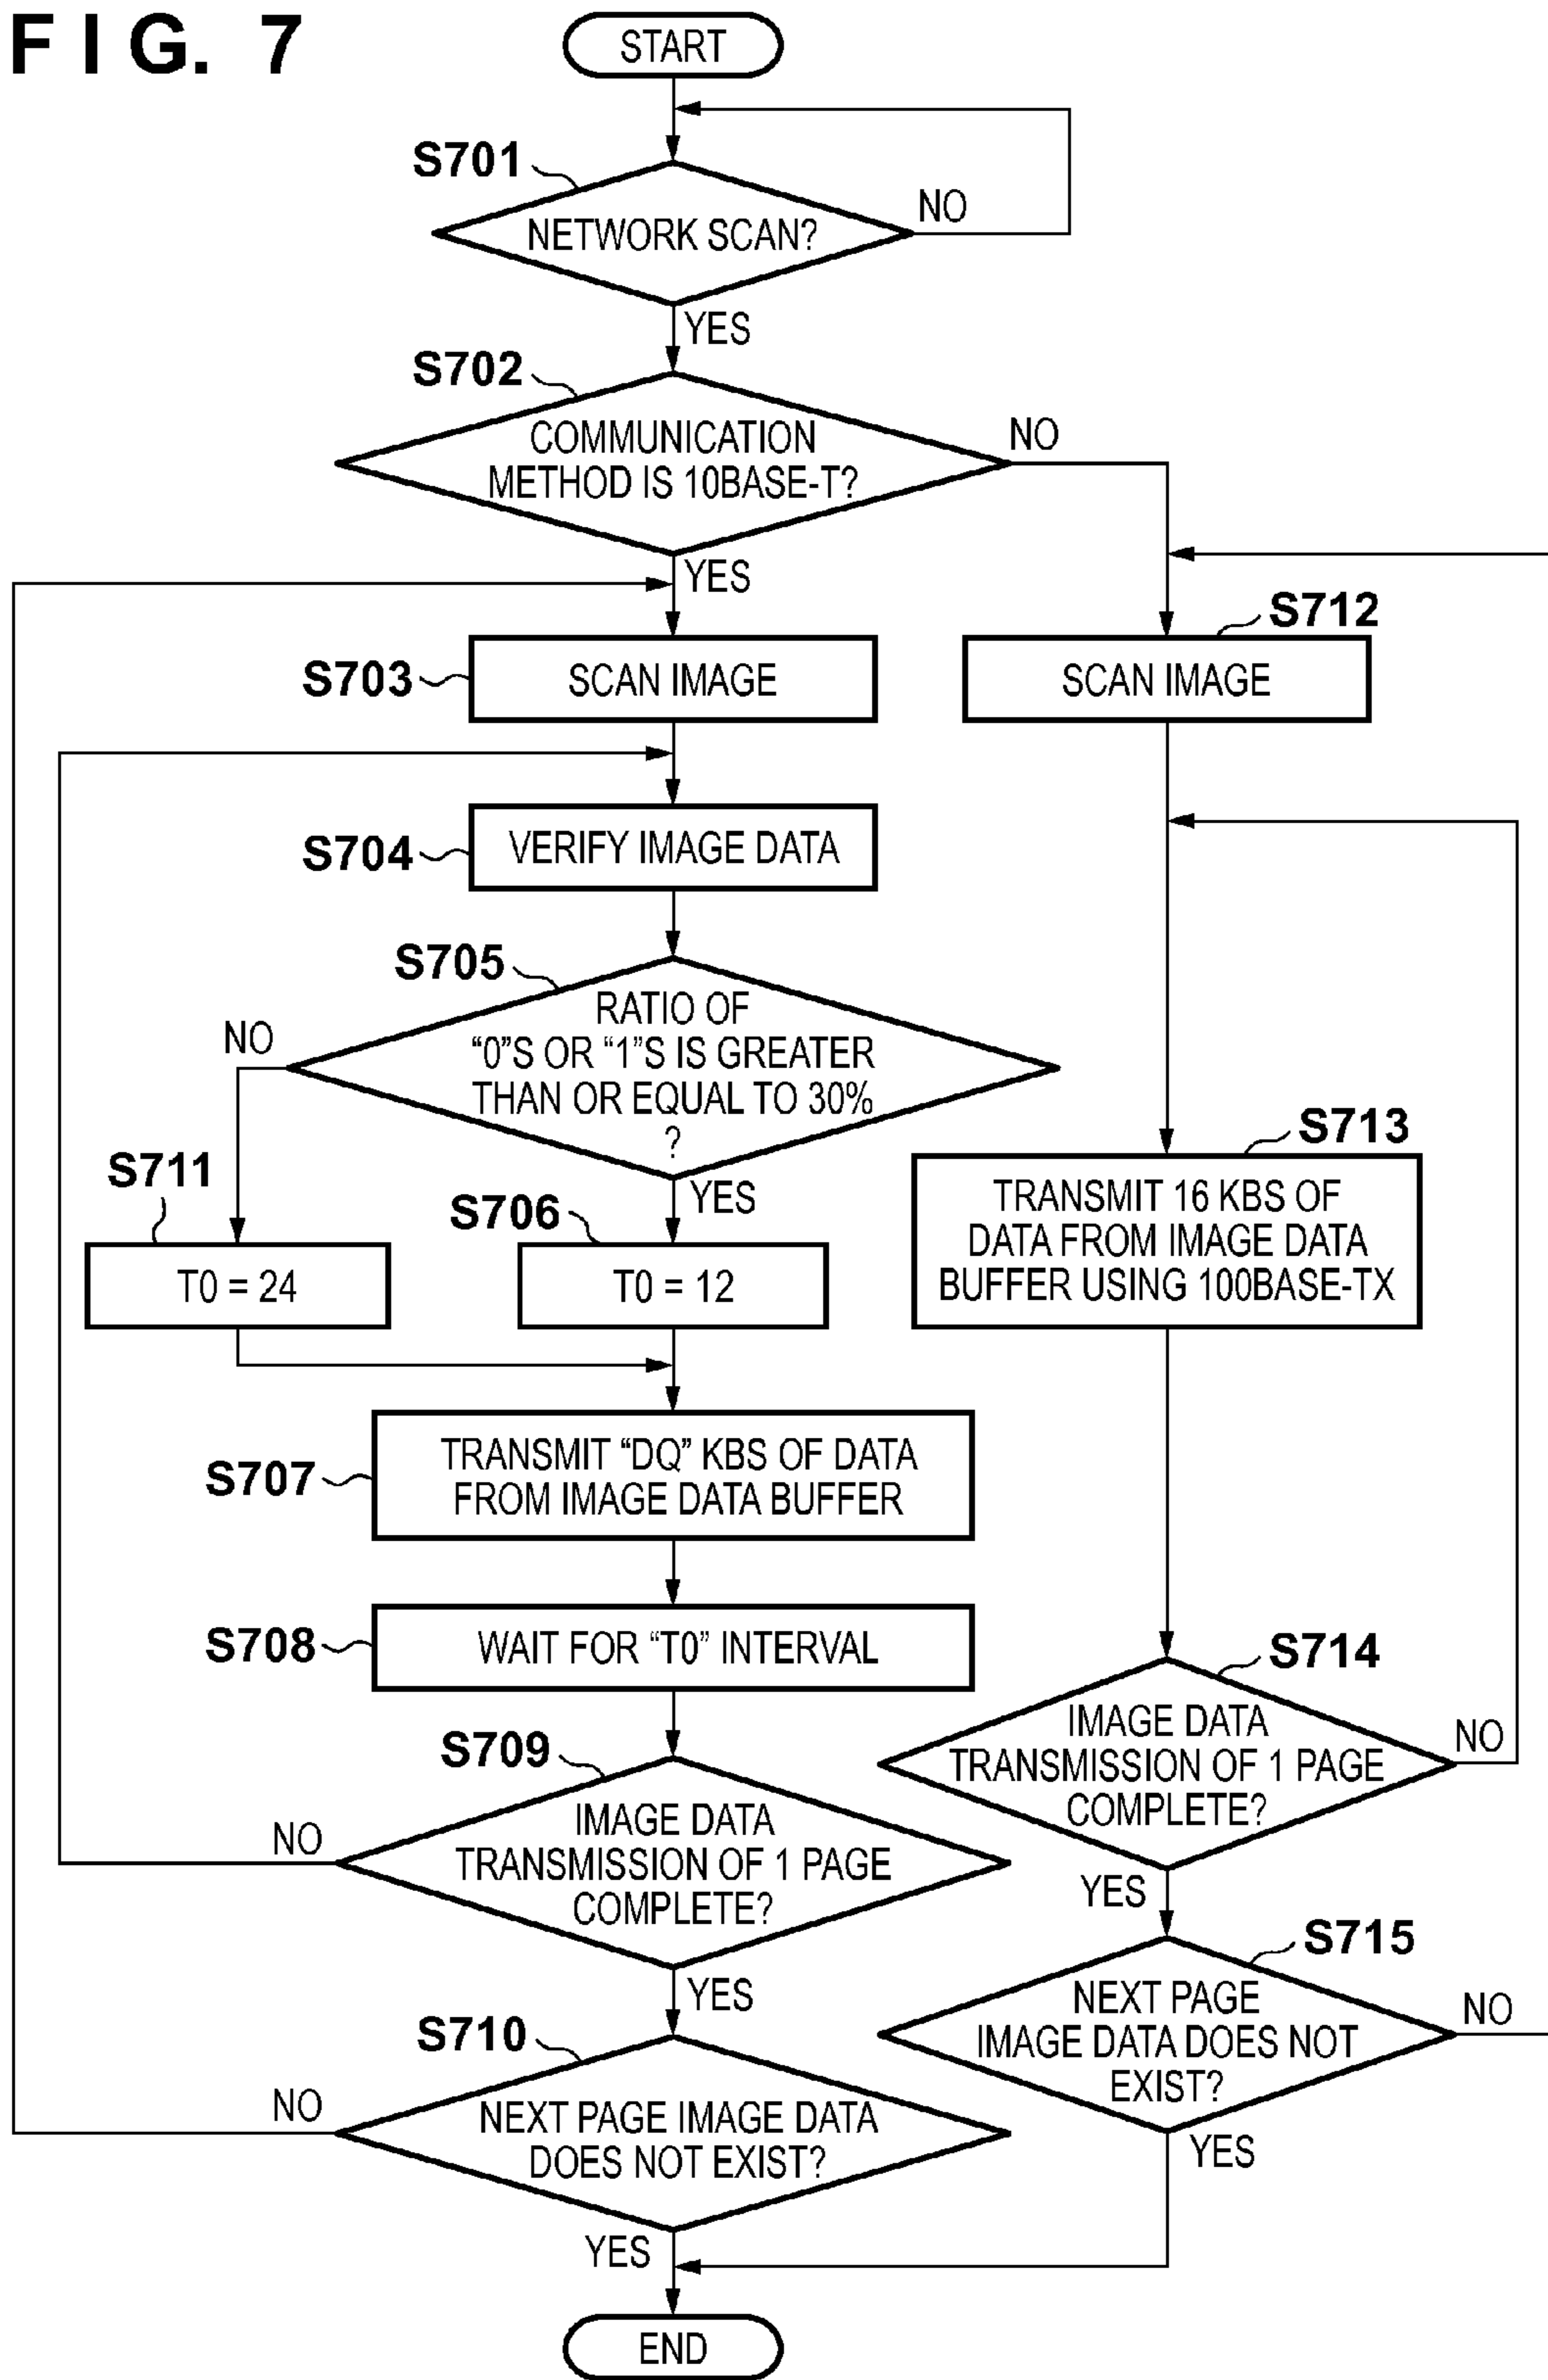 FIG. 7
START
S701
NETWORK SCAN?
NO
YES
S702
COMMUNICATION
METHOD IS 10BASE-T?
NO
YES
S703
SCAN IMAGE
S712
SCAN IMAGE
S704
VERIFY IMAGE DATA
S705
RATIO OF
“0”S OR “1”S IS GREATER
THAN OR EQUAL TO 30%
?
NO
YES
S711
T0 = 24
S706
T0 = 12
S713
TRANSMIT 16 KBS OF
DATA FROM IMAGE DATA
BUFFER USING 100BASE-TX
S707
TRANSMIT “DQ” KBS OF DATA
FROM IMAGE DATA BUFFER
S708
WAIT FOR “T0” INTERVAL
S714
IMAGE DATA
TRANSMISSION OF 1 PAGE
COMPLETE?
NO
YES
S709
IMAGE DATA
TRANSMISSION OF 1 PAGE
COMPLETE?
NO
YES
S715
NEXT PAGE
IMAGE DATA DOES NOT
EXIST?
NO
YES
S710
NEXT PAGE IMAGE DATA
DOES NOT EXIST?
NO
YES
END